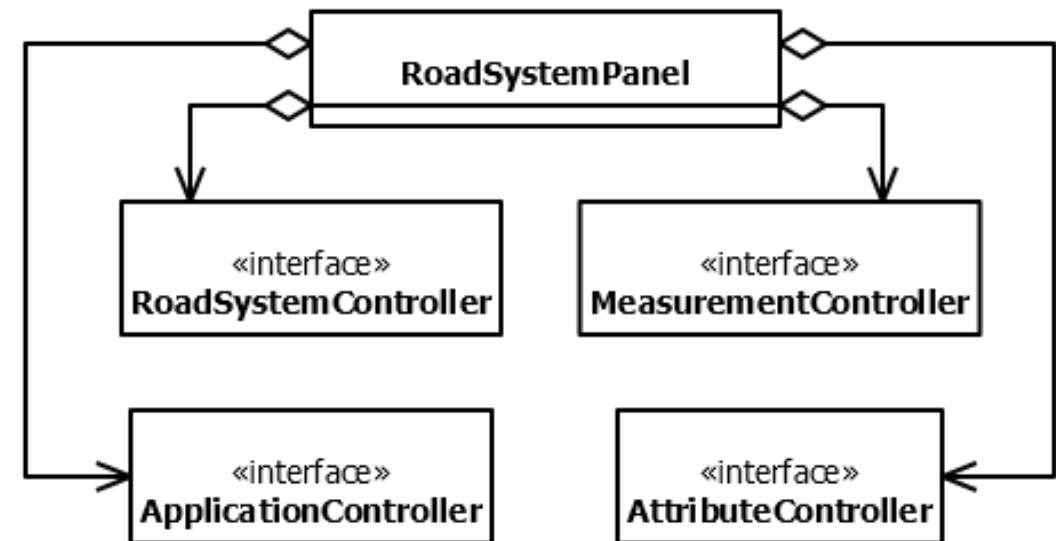 RoadSystemPanel
«interface»
RoadSystemController
«interface»
MeasurementController
«interface»
ApplicationController
«interface»
AttributeController